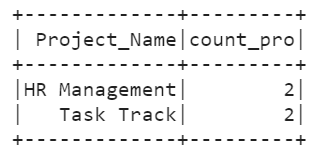 +-------------+---------+
| Project_Name|count_pro|
+-------------+---------+
|HR Management|        2|
|   Task Track|        2|
+-------------+---------+